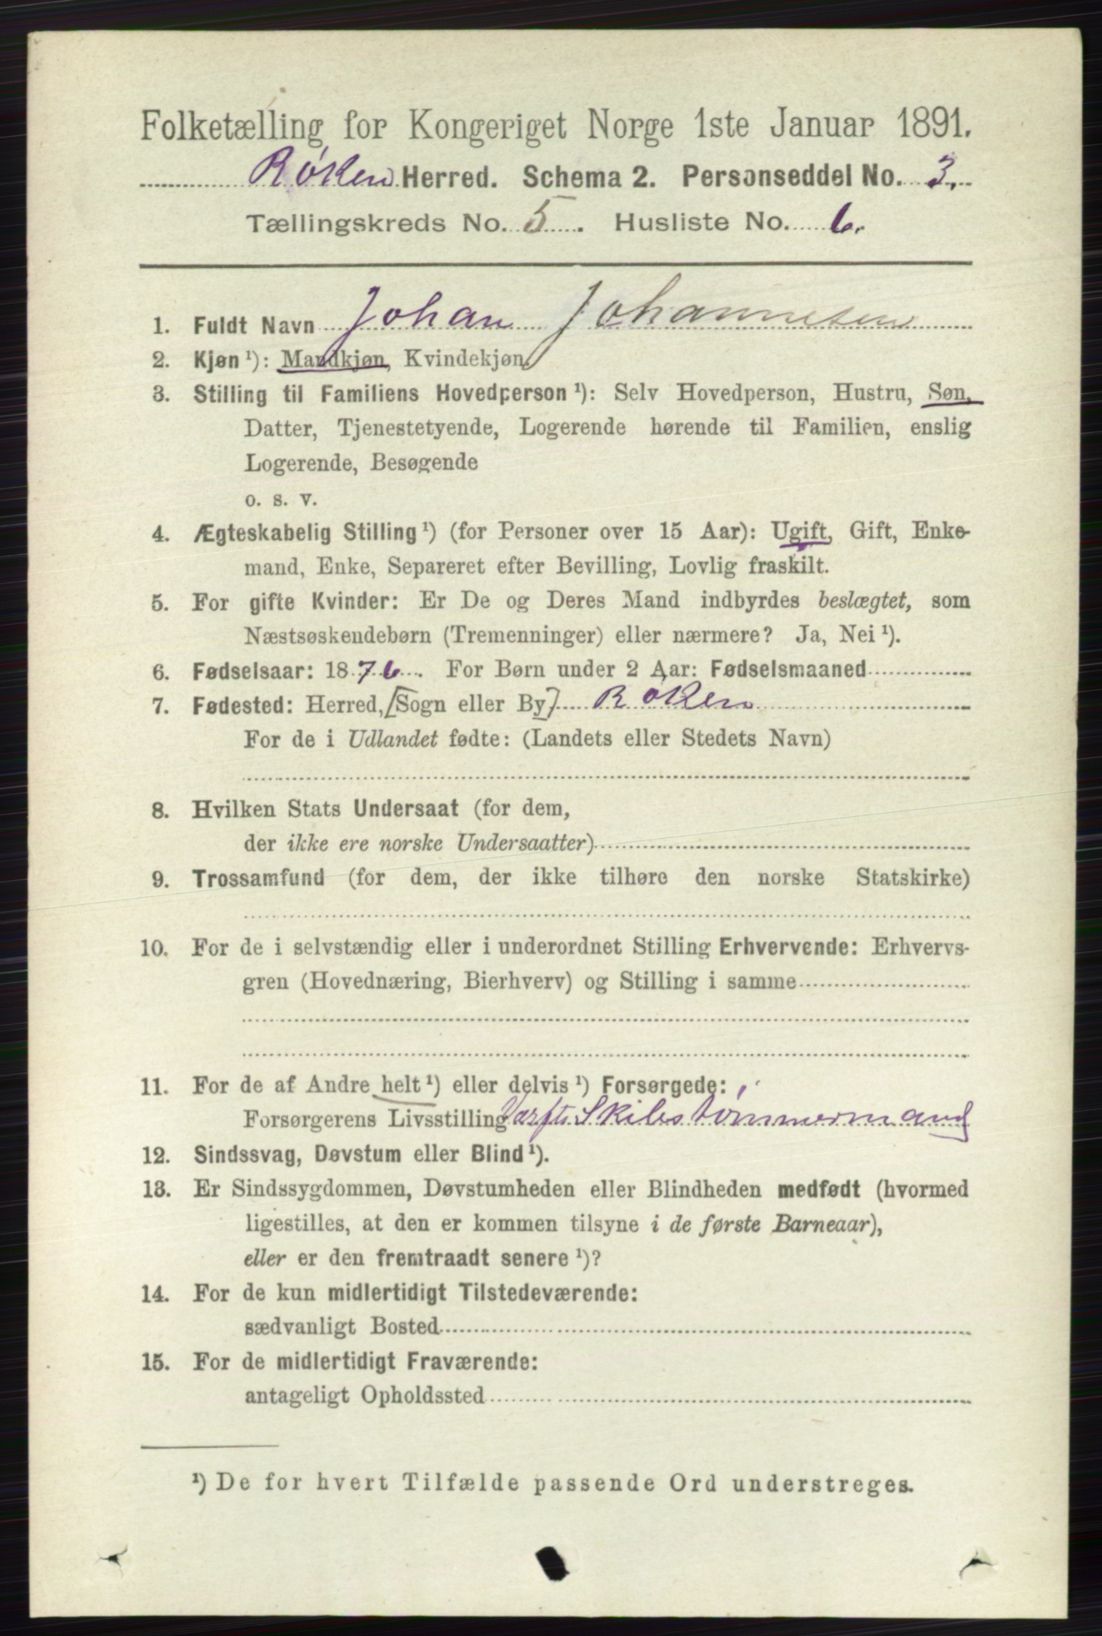 Folketælling for Kongeriget Norge 1ste Januar 1891.
Røken Herred. Schema 2. Personseddel No. 3.
Tællingskreds No. 5. Husliste No. 6.
1. Fuldt Navn Johan Johannesen
2. Kjøn ¹): Mandkjøn, Kvindekjøn
3. Stilling til Familiens Hovedperson ¹): Selv Hovedperson, Hustru, Søn,
Datter, Tjenestetyende, Logerende hørende til Familien, enslig
Logerende, Besøgende
o. s. v.
4. Ægteskabelig Stilling ¹) (for Personer over 15 Aar): Ugift, Gift, Enke-
mand, Enke, Separeret efter Bevilling, Lovlig fraskilt.
5. For gifte Kvinder: Er De og Deres Mand indbyrdes beslægtet, som
Næstsøskendebørn (Tremenninger) eller nærmere? Ja, Nei ¹).
6. Fødselsaar: 1876. For Børn under 2 Aar: Fødselsmaaned
7. Fødested: Herred, [Sogn eller By] Røken
For de i Udlandet fødte: (Landets eller Stedets Navn)
8. Hvilken Stats Undersaat (for dem,
der ikke ere norske Undersaatter)
9. Trossamfund (for dem, der ikke tilhøre den norske Statskirke)
10. For de i selvstændig eller i underordnet Stilling Erhvervende: Erhvervs-
gren (Hovednæring, Bierhverv) og Stilling i samme
11. For de af Andre helt ¹) eller delvis ¹) Forsørgede:
Forsørgerens Livsstilling Værfts Skibstømmermand
12. Sindssvag, Døvstum eller Blind ¹).
13. Er Sindssygdommen, Døvstumheden eller Blindheden medfødt (hvormed
ligestilles, at den er kommen tilsyne i de første Barneaar),
eller er den fremtraadt senere ¹)?
14. For de kun midlertidigt Tilstedeværende:
sædvanligt Bosted
15. For de midlertidigt Fraværende:
antageligt Opholdssted
¹) De for hvert Tilfælde passende Ord understreges.